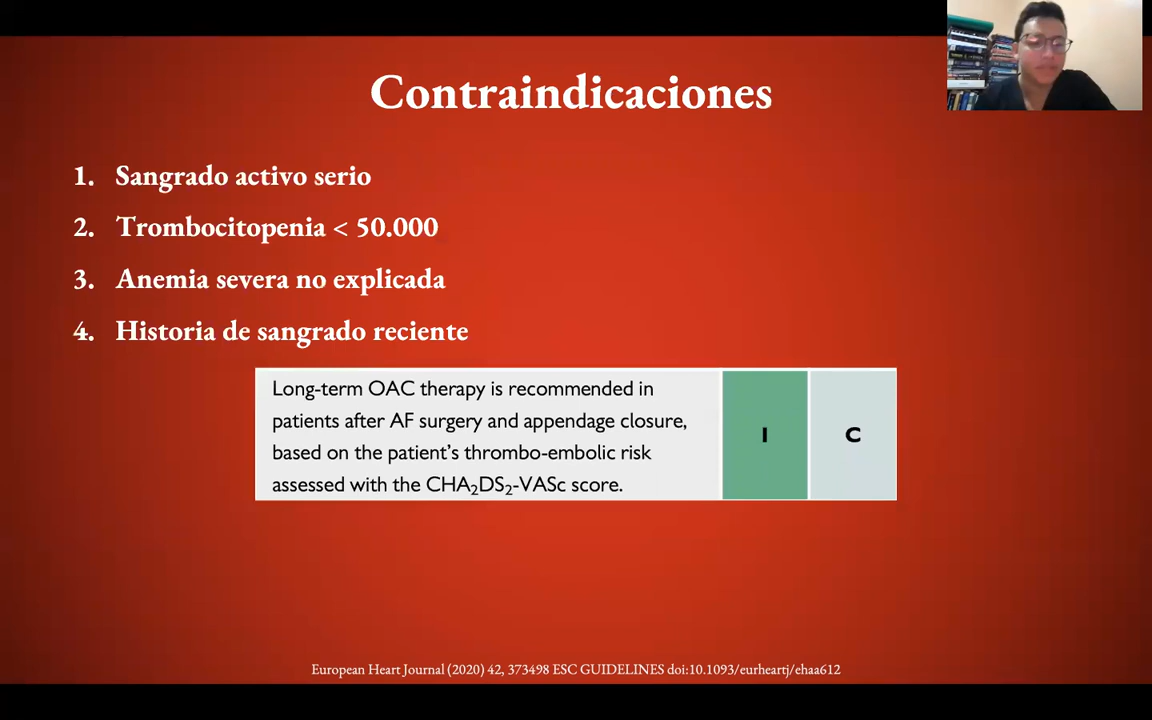 Contraindicaciones
1. Sangrado activo serio
2. Trombocitopenia < 50.000
3. Anemia severa no explicada
4. Historia de sangrado reciente
Long-term OAC therapy is recommended in
patients after AF surgery and appendage closure,
based on the patient's thrombo-embolic risk
assessed with the CHA₂DS₂-VASc score.
I
C
European Heart Journal (2020) 42, 373498 ESC GUIDELINES doi:10.1093/eurheartj/ehaa612